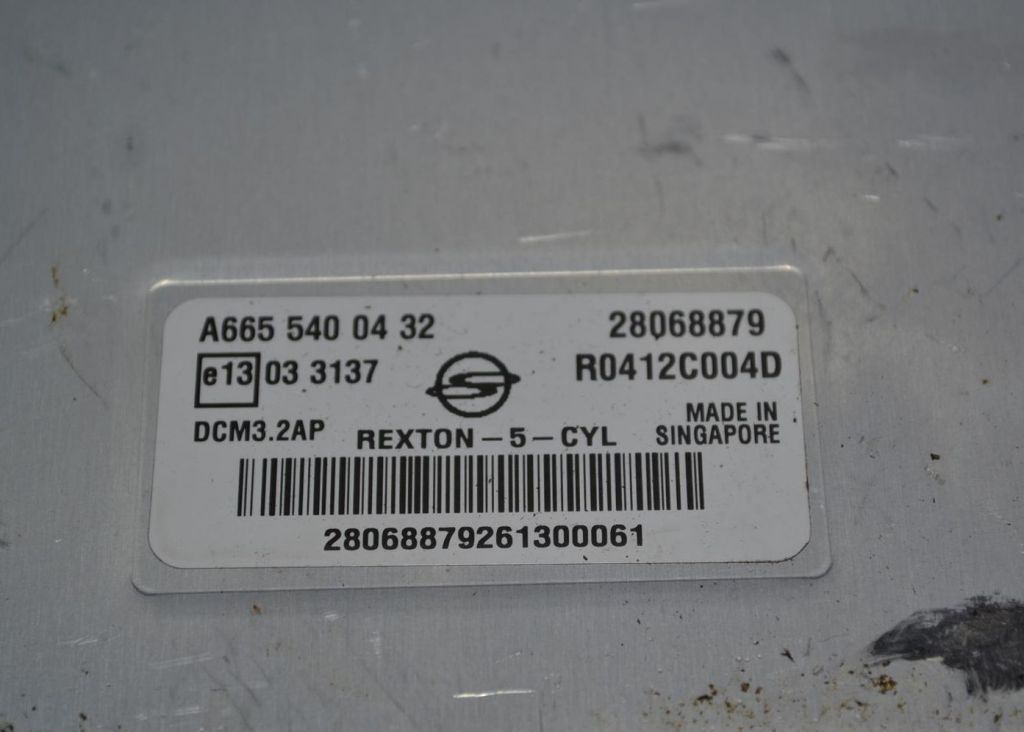 A665 540 04 32 28068879
e13 03 3137 R0412C004D
DCM3.2AP REXTON-5-CYL MADE IN
SINGAPORE
28068879261300061